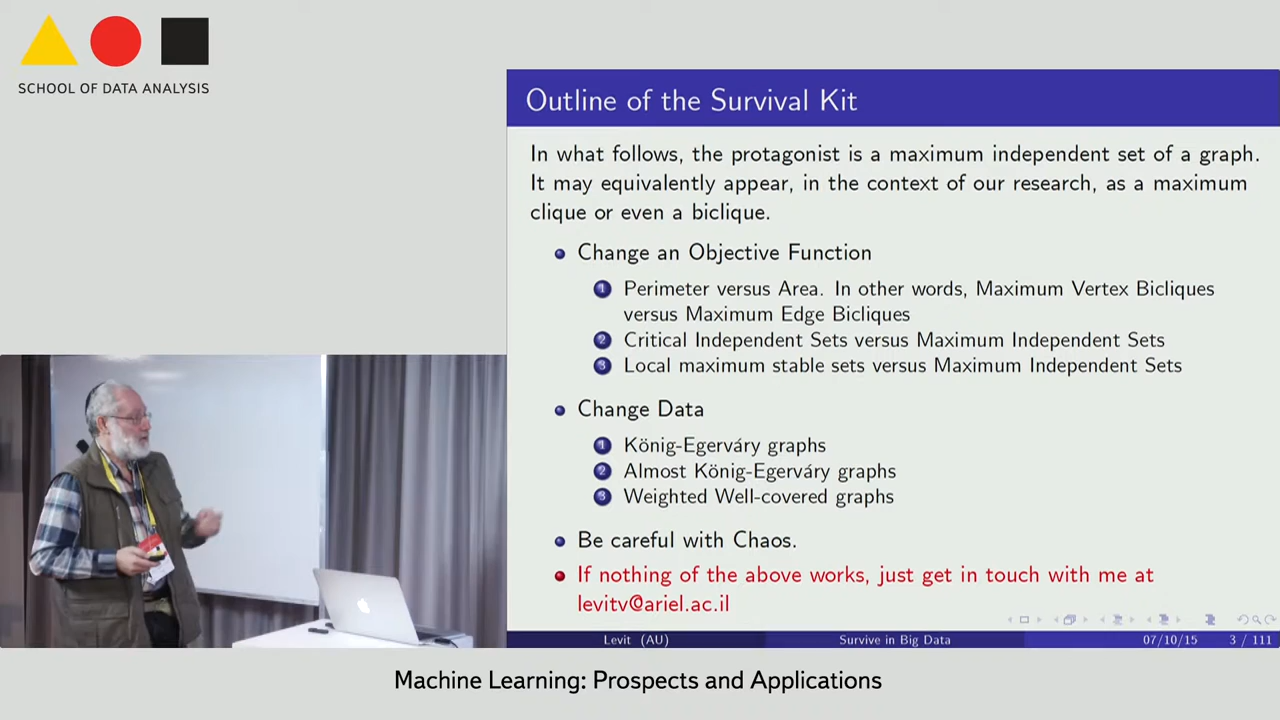 SCHOOL OF DATA ANALYSIS
Outline of the Survival Kit
In what follows, the protagonist is a maximum independent set of a graph.
It may equivalently appear, in the context of our research, as a maximum
clique or even a biclique.
Change an Objective Function
1 Perimeter versus Area. In other words, Maximum Vertex Bicliques
versus Maximum Edge Bicliques
2 Critical Independent Sets versus Maximum Independent Sets
3 Local maximum stable sets versus Maximum Independent Sets
Change Data
1 König-Egerváry graphs
2 Almost König-Egerváry graphs
3 Weighted Well-covered graphs
Be careful with Chaos.
If nothing of the above works, just get in touch with me at
levitv@ariel.ac.il
Levit (AU) Survive in Big Data 07/10/15 3 / 111
Machine Learning: Prospects and Applications